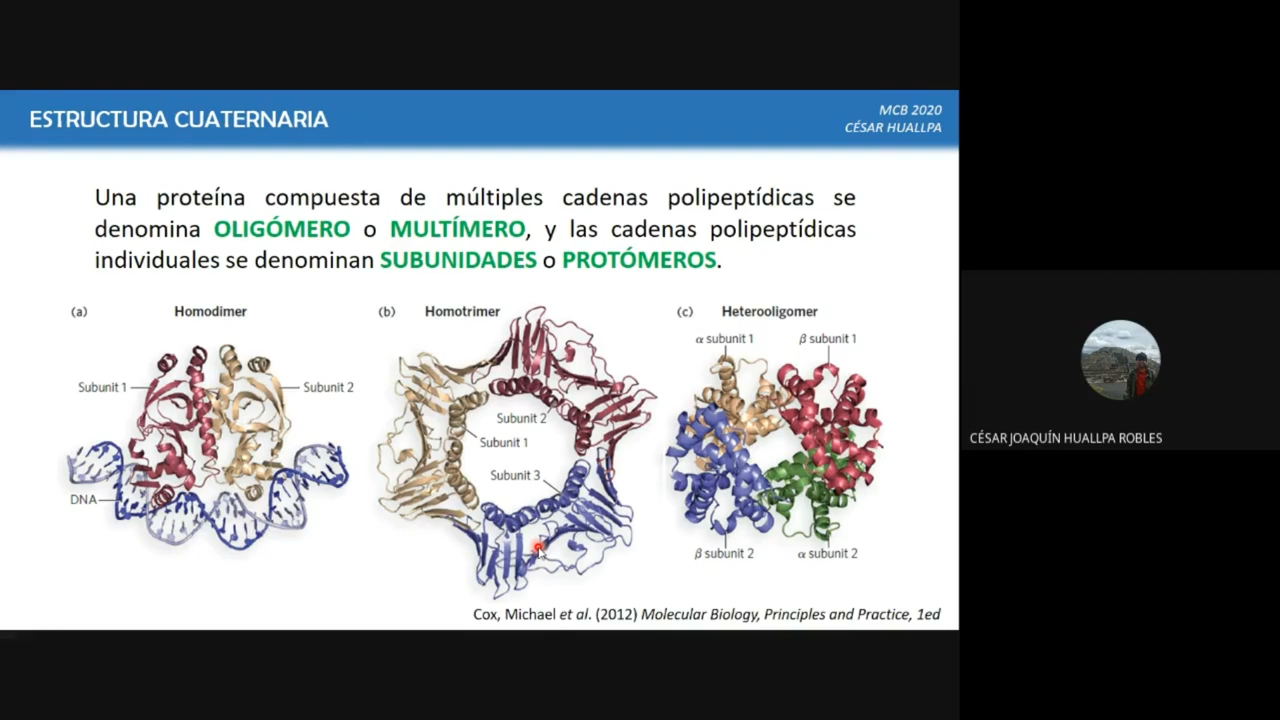 ESTRUCTURA CUATERNARIA
MCB 2020
CÉSAR HUALLPA
Una proteína compuesta de múltiples cadenas polipeptídicas se
denomina OLIGÓMERO o MULTÍMERO, y las cadenas polipeptídicas
individuales se denominan SUBUNIDADES o PROTÓMEROS.
(a) Homodimer
Subunit 1
Subunit 2
DNA
(b) Homotrimer
Subunit 2
Subunit 1
Subunit 3
(c) Heterooligomer
α subunit 1
β subunit 1
β subunit 2
α subunit 2
Cox, Michael et al. (2012) Molecular Biology, Principles and Practice, 1ed
CÉSAR JOAQUÍN HUALLPA ROBLES